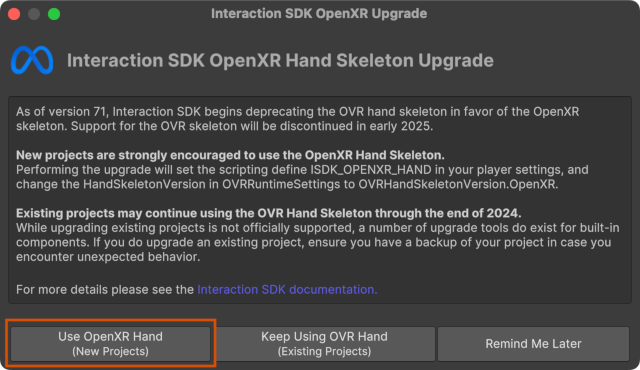 Interaction SDK OpenXR Upgrade
Interaction SDK OpenXR Hand Skeleton Upgrade
As of version 71, Interaction SDK begins deprecating the OVR hand skeleton in favor of the OpenXR
skeleton. Support for the OVR skeleton will be discontinued in early 2025.
New projects are strongly encouraged to use the OpenXR Hand Skeleton.
Performing the upgrade will set the scripting define ISDK_OPENXR_HAND in your player settings, and
change the HandSkeletonVersion in OVRRuntimeSettings to OVRHandSkeletonVersion.OpenXR.
Existing projects may continue using the OVR Hand Skeleton through the end of 2024.
While upgrading existing projects is not officially supported, a number of upgrade tools do exist for built-in
components. If you do upgrade an existing project, ensure you have a backup of your project in case you
encounter unexpected behavior.
For more details please see the Interaction SDK documentation.
Use OpenXR Hand
(New Projects)
Keep Using OVR Hand
(Existing Projects)
Remind Me Later